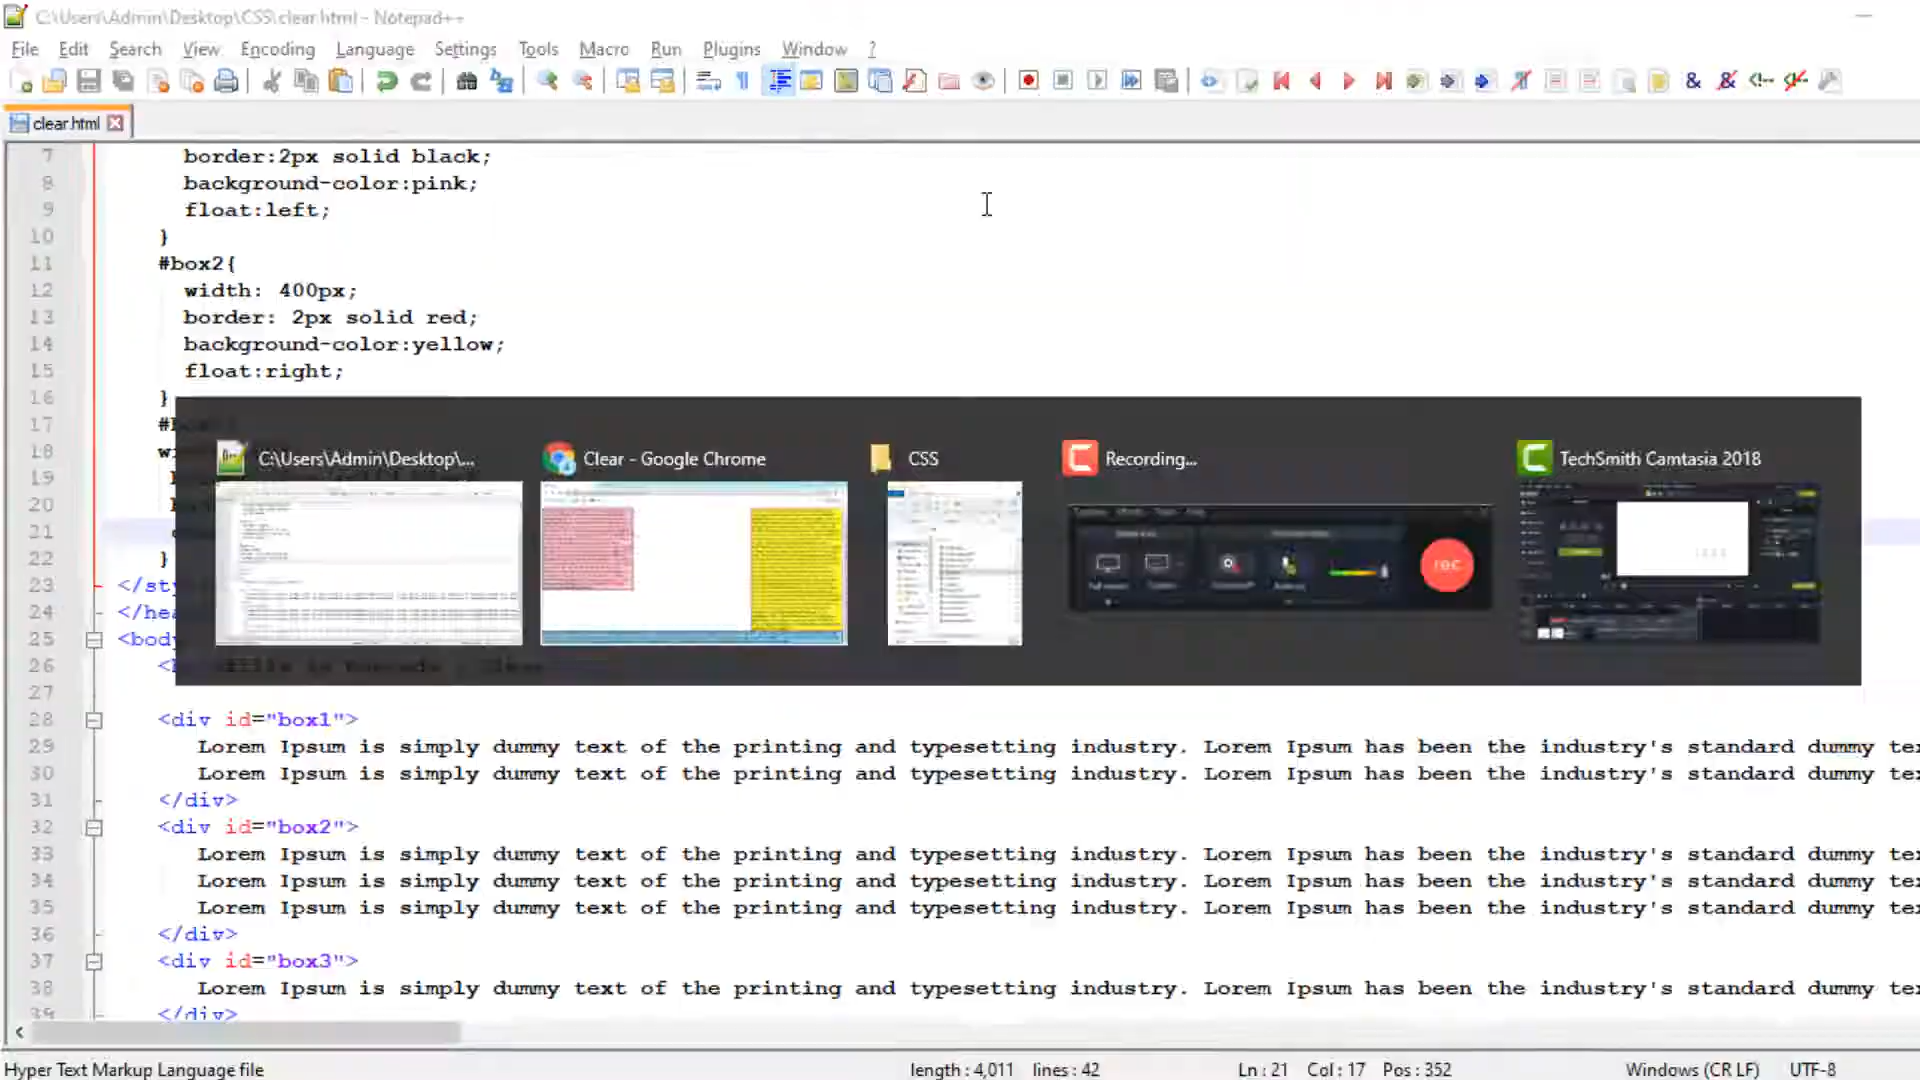 C:\Users\Admin\Desktop\CSS\clear.html - Notepad++
File Edit Search View Encoding Language Settings Tools Macro Run Plugins Window ?
clear.html
7 border:2px solid black;
8 background-color:pink;
9 float:left;
10 }
11 #box2{
12 width: 400px;
13 border: 2px solid red;
14 background-color:yellow;
15 float:right;
16 }
17
18
19
20
21
22 }
23 </sty
24 </hea
25 <body
26
27
C:\Users\Admin\Desktop\...
Clear - Google Chrome
CSS
Recording...
TechSmith Camtasia 2018
rec
28 <div id="box1">
29 Lorem Ipsum is simply dummy text of the printing and typesetting industry. Lorem Ipsum has been the industry's standard dummy te
30 Lorem Ipsum is simply dummy text of the printing and typesetting industry. Lorem Ipsum has been the industry's standard dummy te
31 </div>
32 <div id="box2">
33 Lorem Ipsum is simply dummy text of the printing and typesetting industry. Lorem Ipsum has been the industry's standard dummy te
34 Lorem Ipsum is simply dummy text of the printing and typesetting industry. Lorem Ipsum has been the industry's standard dummy te
35 Lorem Ipsum is simply dummy text of the printing and typesetting industry. Lorem Ipsum has been the industry's standard dummy te
36 </div>
37 <div id="box3">
38 Lorem Ipsum is simply dummy text of the printing and typesetting industry. Lorem Ipsum has been the industry's standard dummy te
39 </div>
Hyper Text Markup Language file length : 4,011 lines : 42 Ln : 21 Col : 17 Pos : 352 Windows (CR LF) UTF-8